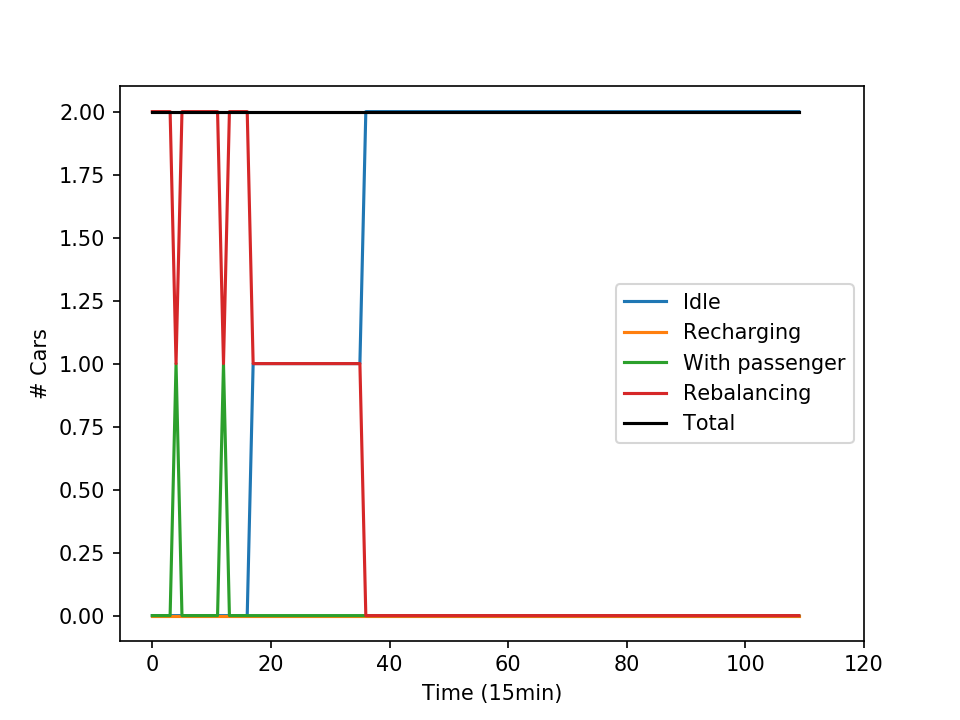 2.00
1.75
1.50
1.25
1.00
0.75
0.50
0.25
0.00
# Cars
Idle
Recharging
With passenger
Rebalancing
Total
0 20 40 60 80 100 120
Time (15min)